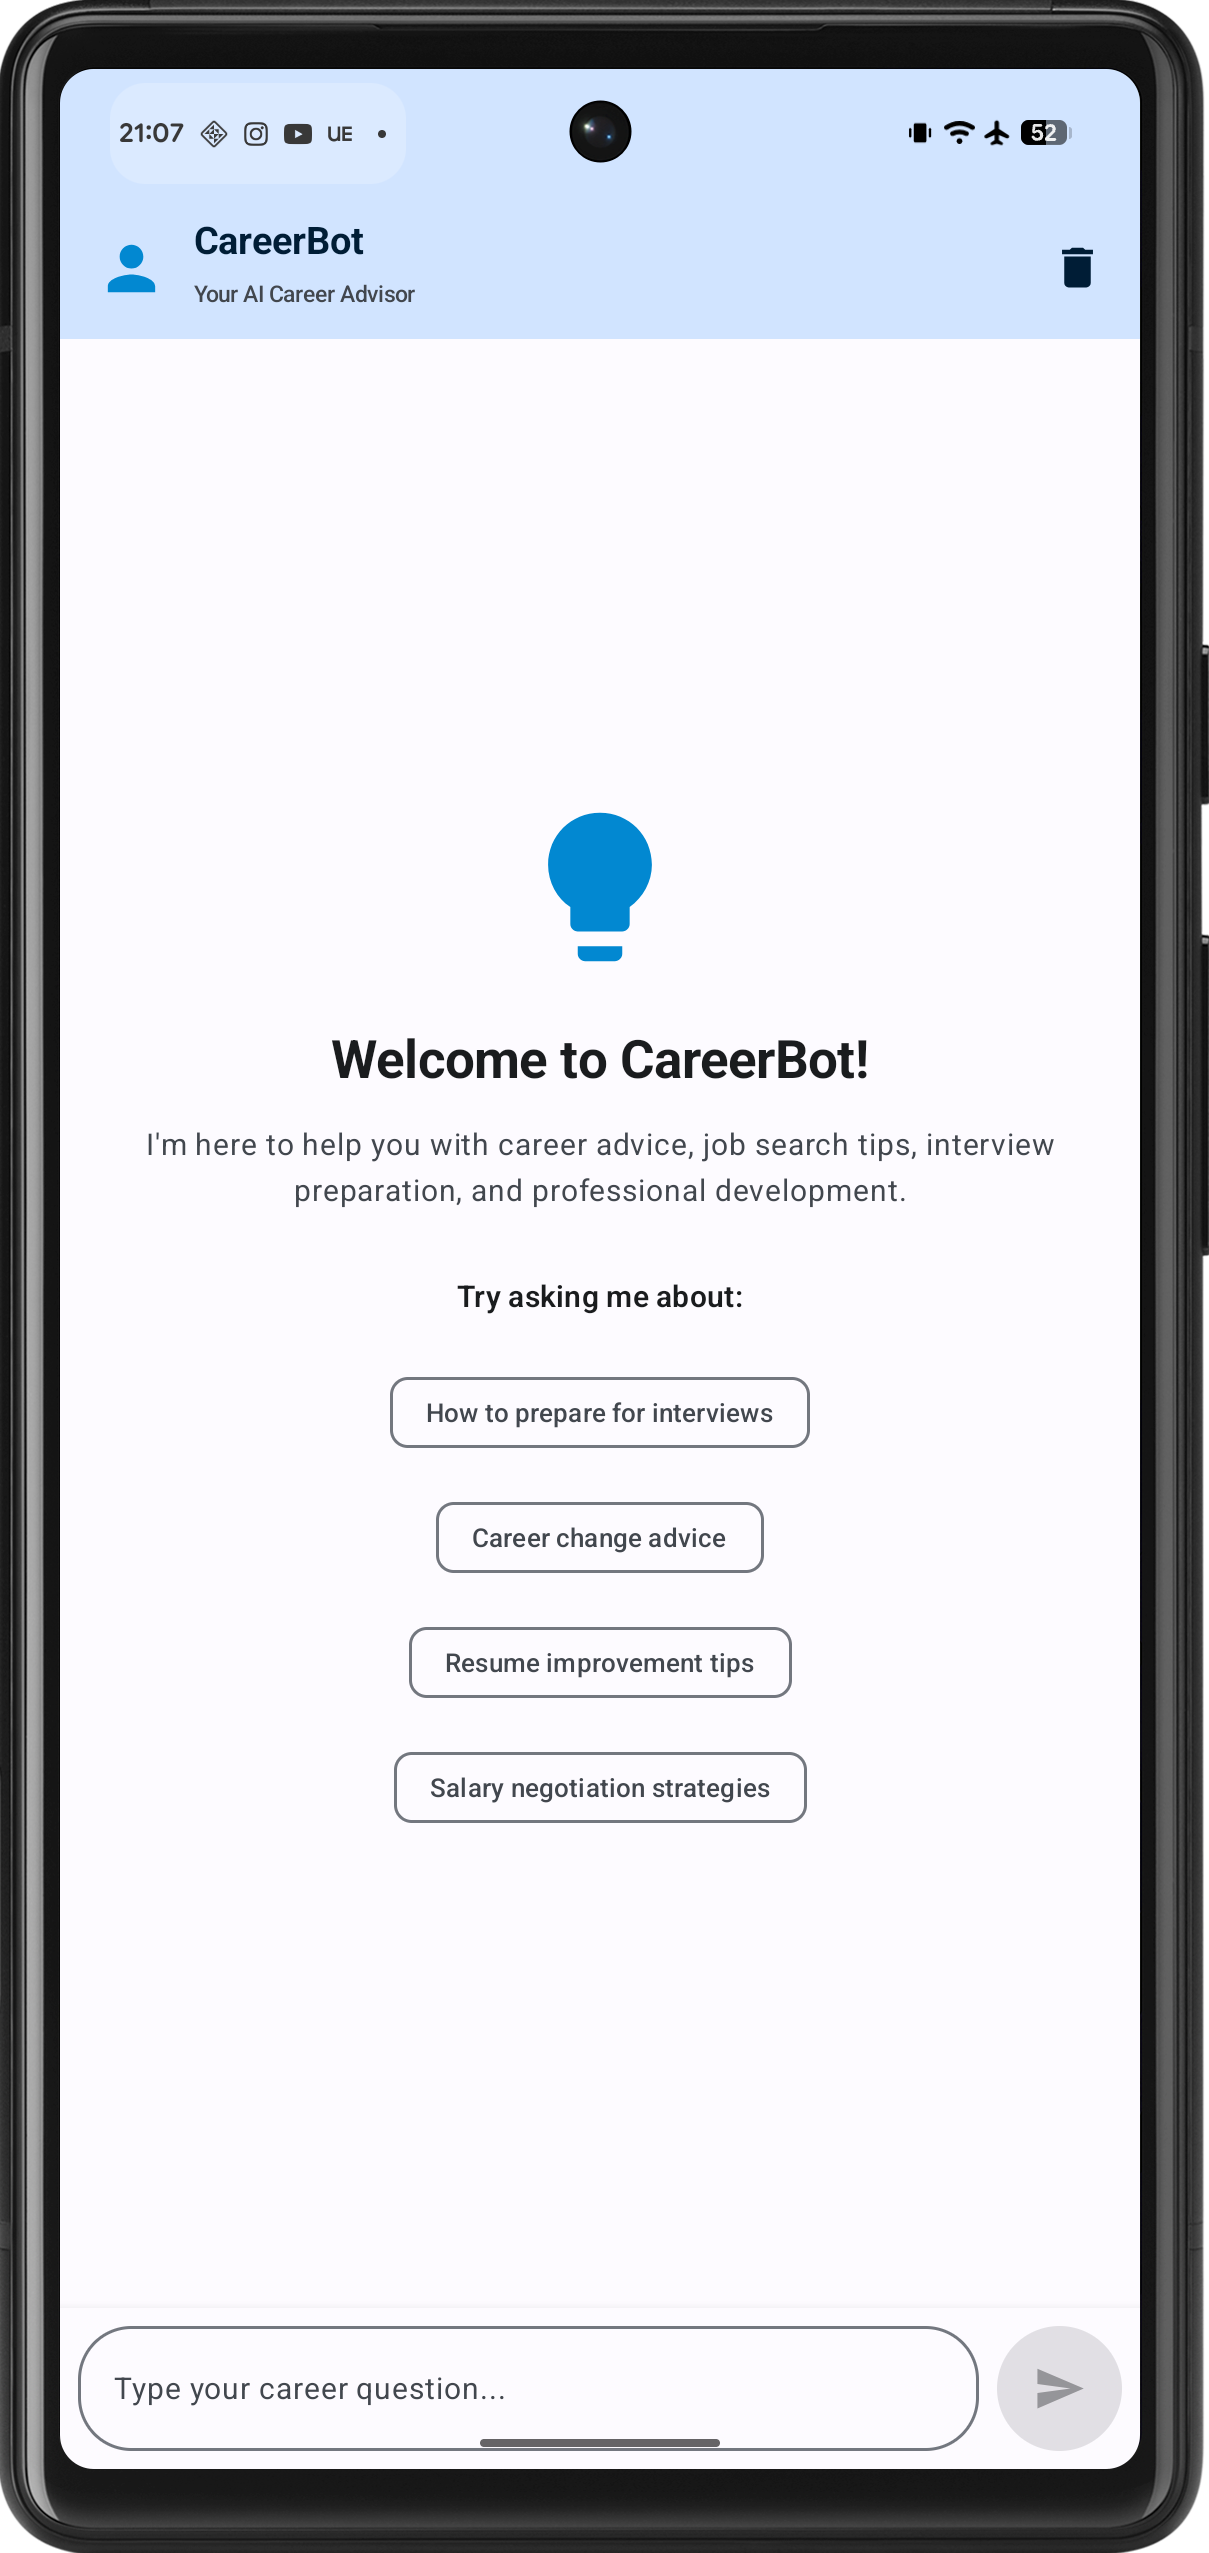 21:07 UE 52
CareerBot
Your AI Career Advisor
Welcome to CareerBot!
I'm here to help you with career advice, job search tips, interview
preparation, and professional development.
Try asking me about:
How to prepare for interviews
Career change advice
Resume improvement tips
Salary negotiation strategies
Type your career question...